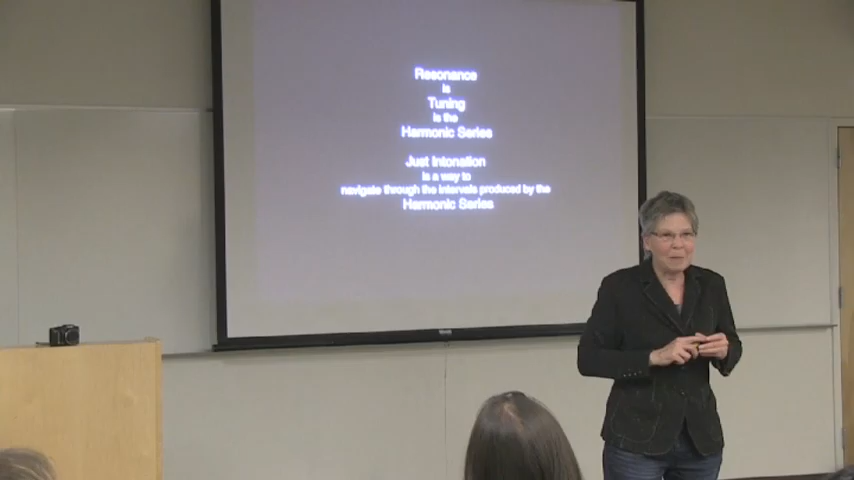 Resonance
is
Tuning
is the
Harmonic Series
Just Intonation
is a way to
navigate through the intervals produced by the
Harmonic Series